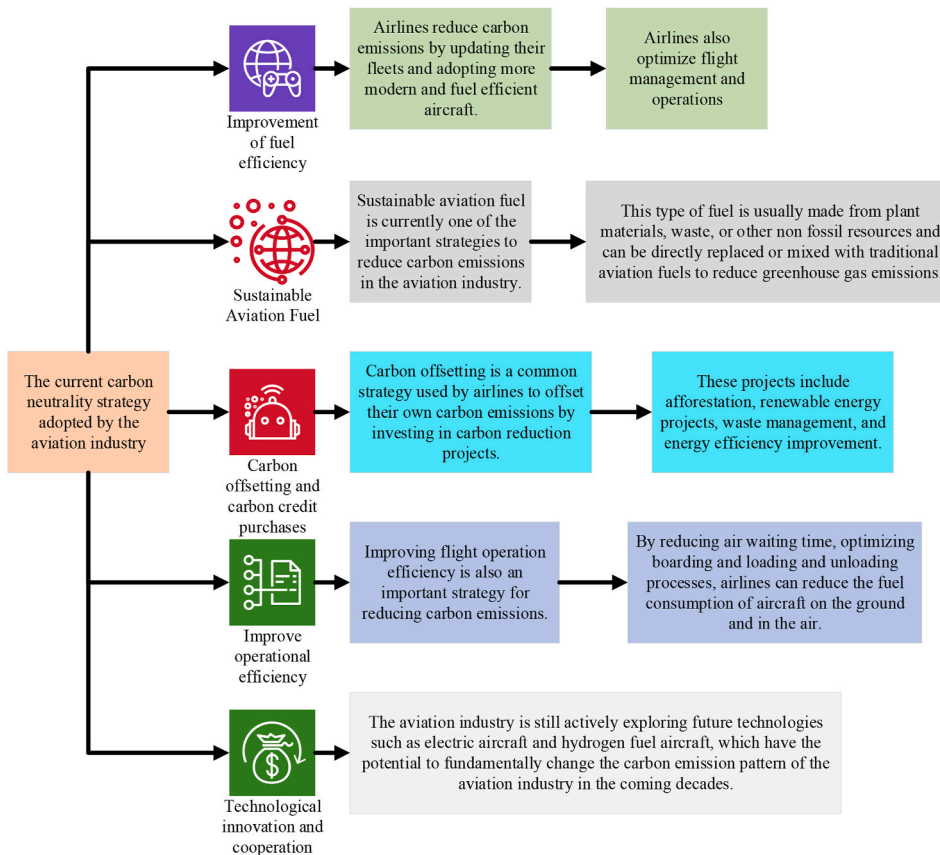 Airlines reduce carbon
emissions by updating their
fleets and adopting more
modern and fuel efficient
aircraft.
Airlines also
optimize flight
management and
operations
Improvement
of fuel
efficiency
Sustainable aviation fuel
is currently one of the
important strategies to
reduce carbon emissions
in the aviation industry.
This type of fuel is usually made from plant
materials, waste, or other non fossil resources and
can be directly replaced or mixed with traditional
aviation fuels to reduce greenhouse gas emissions
Sustainable
Aviation Fuel
The current carbon
neutrality strategy
adopted by the
aviation industry
Carbon offsetting is a common
strategy used by airlines to offset
their own carbon emissions by
investing in carbon reduction
projects.
These projects include
afforestation, renewable energy
projects, waste management, and
energy efficiency improvement.
Carbon
offsetting and
carbon credit
purchases
Improving flight operation
efficiency is also an
important strategy for
reducing carbon emissions.
By reducing air waiting time, optimizing
boarding and loading and unloading
processes, airlines can reduce the fuel
consumption of aircraft on the ground
and in the air.
Improve
operational
efficiency
The aviation industry is still actively exploring future technologies
such as electric aircraft and hydrogen fuel aircraft, which have the
potential to fundamentally change the carbon emission pattern of the
aviation industry in the coming decades.
$
Technological
innovation and
cooperation